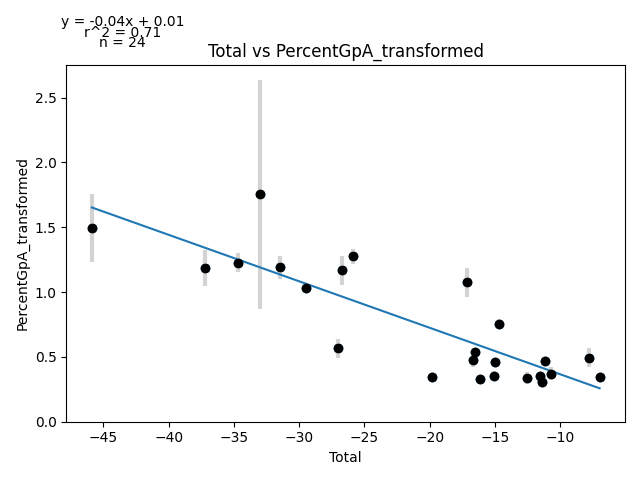 y = -0.04x + 0.01
r^2 = 0.71
n = 24
Total vs PercentGpA_transformed
PercentGpA_transformed
2.5
2.0
1.5
1.0
0.5
0.0
−45
−40
−35
−30
−25
−20
−15
−10
Total